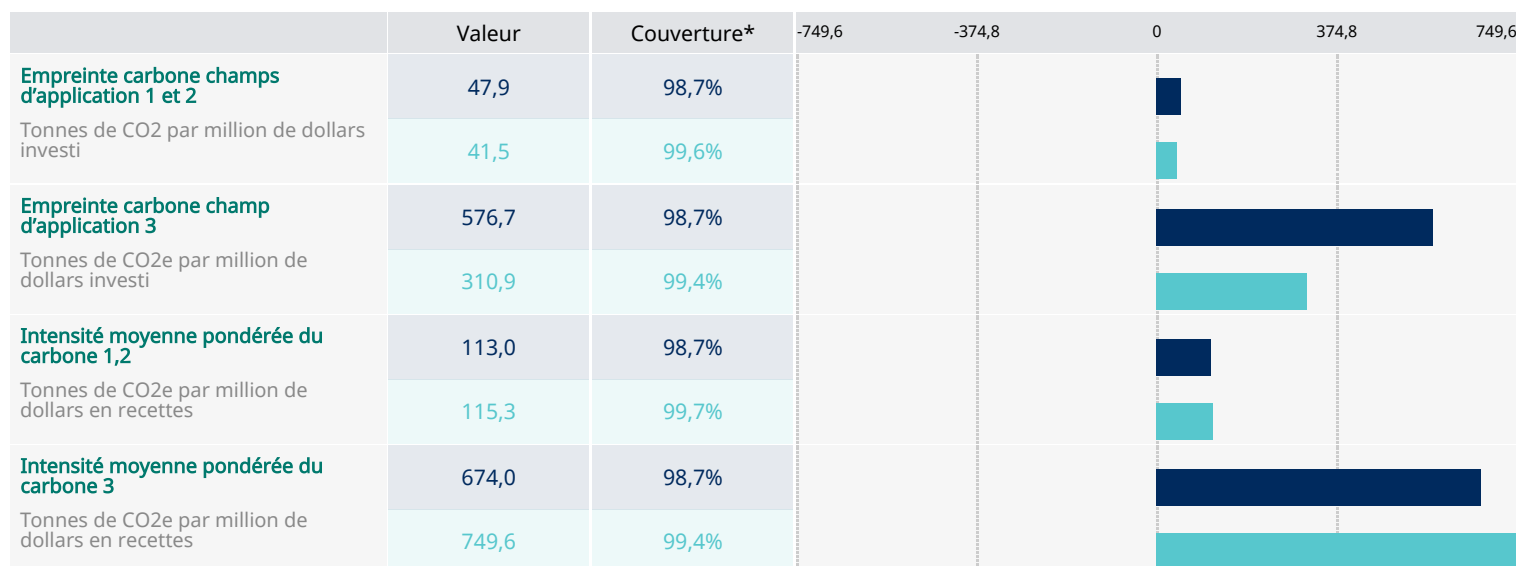 Valeur Couverture* -749,6 -374,8 0 374,8 749,6
Empreinte carbone champs
d’application 1 et 2
Tonnes de CO2 par million de dollars
investi
47,9 98,7%
41,5 99,6%
Empreinte carbone champ
d’application 3
Tonnes de CO2e par million de
dollars investi
576,7 98,7%
310,9 99,4%
Intensité moyenne pondérée du
carbone 1,2
Tonnes de CO2e par million de
dollars en recettes
113,0 98,7%
115,3 99,7%
Intensité moyenne pondérée du
carbone 3
Tonnes de CO2e par million de
dollars en recettes
674,0 98,7%
749,6 99,4%